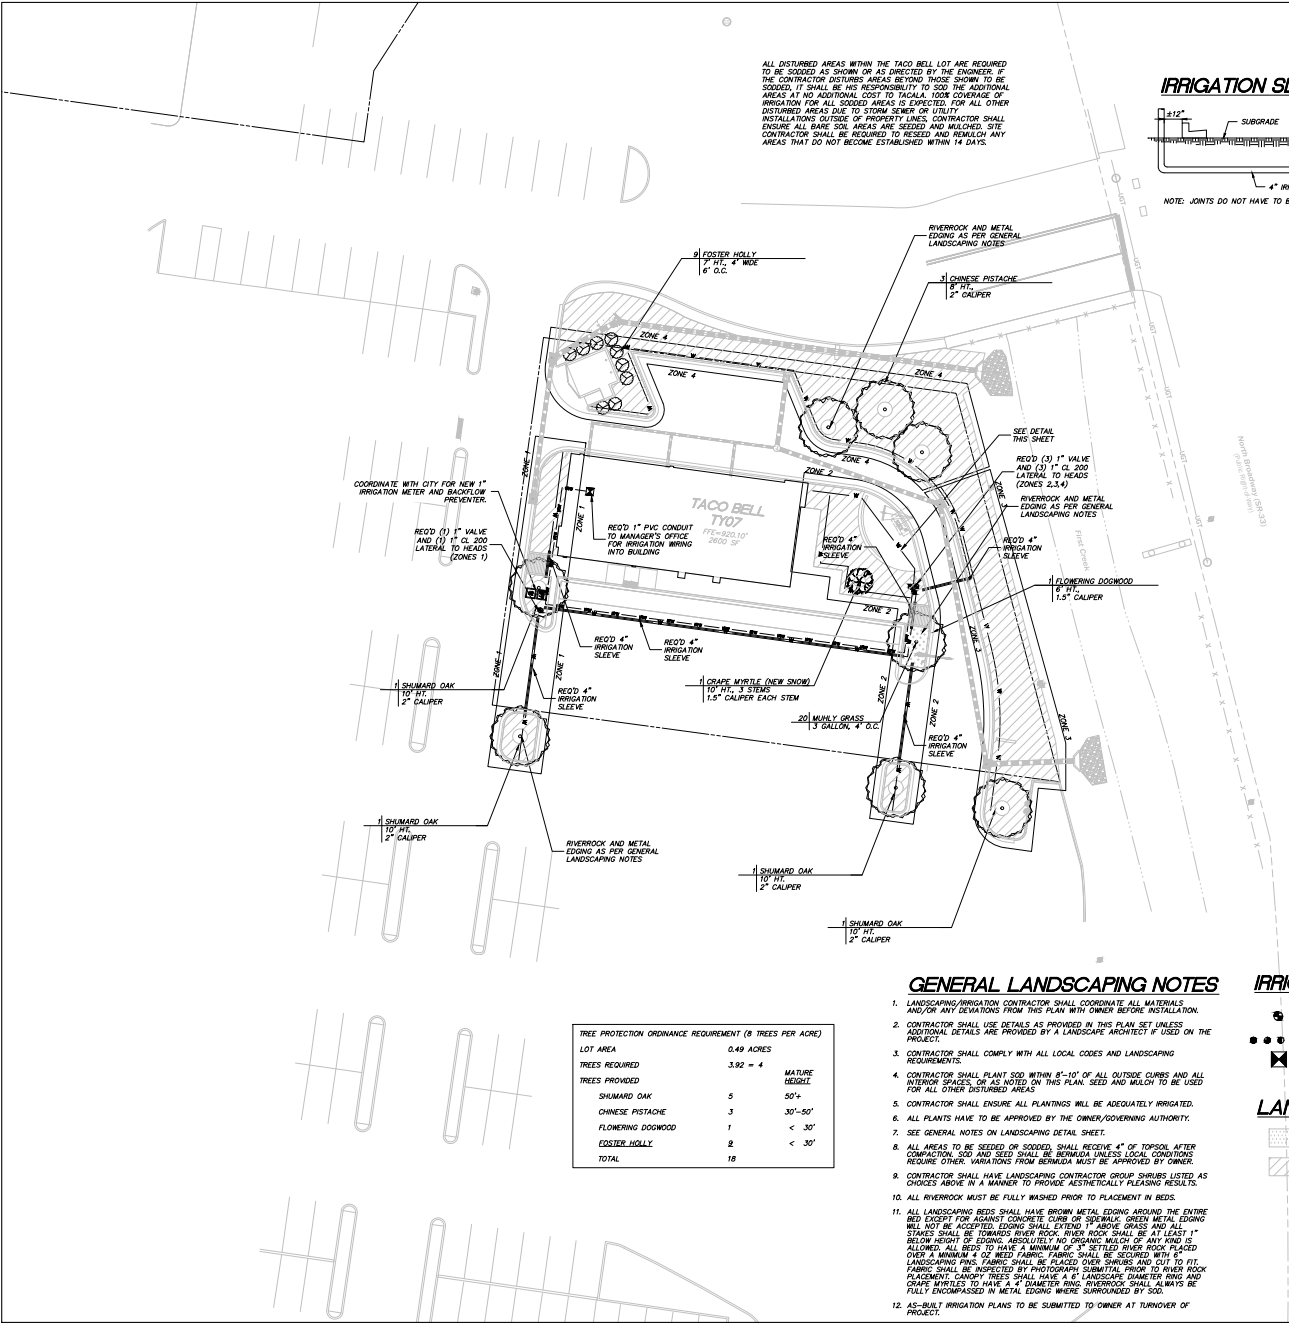 ALL DISTURBED AREAS WITHIN THE TACO BELL LOT ARE REQUIRED
TO BE SODDED AS SHOWN OR AS DIRECTED BY THE ENGINEER. IF
THE CONTRACTOR DISTURBS AREAS BEYOND THOSE SHOWN TO BE
SODDED, IT SHALL BE HIS RESPONSIBILITY TO SOD THE ADDITIONAL
AREAS AT NO ADDITIONAL COST TO TACALA. 100% COVERAGE OF
IRRIGATION FOR ALL SODDED AREAS IS EXPECTED. FOR ALL OTHER
DISTURBED AREAS DUE TO STORM SEWER OR UTILITY
INSTALLATIONS OUTSIDE OF PROPERTY LINES, CONTRACTOR SHALL
ENSURE ALL BARE SOIL AREAS ARE SEEDED AND MULCHED. SITE
CONTRACTOR SHALL BE REQUIRED TO RESEED AND REMULCH ANY
AREAS THAT DO NOT BECOME ESTABLISHED WITHIN 14 DAYS.
IRRIGATION
±12"
SUBGRADE
4"
NOTE: JOINTS DO NOT HAVE TO
UGT
UGT
UGT
UGT
UGT
RIVERROCK AND METAL
EDGING AS PER GENERAL
LANDSCAPING NOTES
9 FOSTER HOLLY
7' HT., 4' WIDE
6' O.C.
3 CHINESE PISTACHE
8' HT.,
2" CALIPER
ZONE 4
ZONE 4
ZONE 4
ZONE 4
SEE DETAIL
THIS SHEET
REQ'D (3) 1" VALVE
AND (3) 1" CL 200
LATERAL TO HEADS
(ZONES 2,3,4)
RIVERROCK AND METAL
EDGING AS PER GENERAL
LANDSCAPING NOTES
North Broadway (SR-33)
(Public Right of Way)
First Creek
ZONE 1
ZONE 1
ZONE 2
ZONE 3
COORDINATE WITH CITY FOR NEW 1"
IRRIGATION METER AND BACKFLOW
PREVENTER.
REQ'D (1) 1" VALVE
AND (1) 1" CL 200
LATERAL TO HEADS
(ZONES 1)
REQ'D 1" PVC CONDUIT
TO MANAGER'S OFFICE
FOR IRRIGATION WIRING
INTO BUILDING
TACO BELL
TY07
FFE=920.10'
2600 SF
REQ'D 4"
IRRIGATION
SLEEVE
REQ'D 4"
IRRIGATION
SLEEVE
1 FLOWERING DOGWOOD
6' HT.,
1.5" CALIPER
ZONE 2
REQ'D 4"
IRRIGATION
SLEEVE
REQ'D 4"
IRRIGATION
SLEEVE
ZONE 3
ZONE 1
ZONE 1
1 SHUMARD OAK
10' HT.
2" CALIPER
REQ'D 4"
IRRIGATION
SLEEVE
1 CRAPE MYRTLE (NEW SNOW)
10' HT., 3 STEMS
1.5" CALIPER EACH STEM
20 MUHLY GRASS
3 GALLON, 4' O.C.
ZONE 2
ZONE 2
ZONE 3
REQ'D 4"
IRRIGATION
SLEEVE
1 SHUMARD OAK
10' HT.
2" CALIPER
RIVERROCK AND METAL
EDGING AS PER GENERAL
LANDSCAPING NOTES
1 SHUMARD OAK
10' HT.
2" CALIPER
1 SHUMARD OAK
10' HT.
2" CALIPER
TREE PROTECTION ORDINANCE REQUIREMENT (8 TREES PER ACRE)
LOT AREA 0.49 ACRES
TREES REQUIRED 3.92 = 4
TREES PROVIDED MATURE HEIGHT
SHUMARD OAK 5 50'+
CHINESE PISTACHE 3 30'-50'
FLOWERING DOGWOOD 1 < 30'
FOSTER HOLLY 9 < 30'
TOTAL 18
GENERAL LANDSCAPING NOTES
1. LANDSCAPING/IRRIGATION CONTRACTOR SHALL COORDINATE ALL MATERIALS
AND/OR ANY DEVIATIONS FROM THIS PLAN WITH OWNER BEFORE INSTALLATION.
2. CONTRACTOR SHALL USE DETAILS AS PROVIDED IN THIS PLAN SET UNLESS
ADDITIONAL DETAILS ARE PROVIDED BY A LANDSCAPE ARCHITECT IF USED ON THE
PROJECT.
3. CONTRACTOR SHALL COMPLY WITH ALL LOCAL CODES AND LANDSCAPING
REQUIREMENTS.
4. CONTRACTOR SHALL PLANT SOD WITHIN 8'-10' OF ALL OUTSIDE CURBS AND ALL
INTERIOR SPACES, OR AS NOTED ON THIS PLAN. SEED AND MULCH TO BE USED
FOR ALL OTHER DISTURBED AREAS
5. CONTRACTOR SHALL ENSURE ALL PLANTINGS WILL BE ADEQUATELY IRRIGATED.
6. ALL PLANTS HAVE TO BE APPROVED BY THE OWNER/GOVERNING AUTHORITY.
7. SEE GENERAL NOTES ON LANDSCAPING DETAIL SHEET.
8. ALL AREAS TO BE SEEDED OR SODDED, SHALL RECEIVE 4" OF TOPSOIL AFTER
COMPACTION. SOD AND SEED SHALL BE BERMUDA UNLESS LOCAL CONDITIONS
REQUIRE OTHER. VARIATIONS FROM BERMUDA MUST BE APPROVED BY OWNER.
9. CONTRACTOR SHALL HAVE LANDSCAPING CONTRACTOR GROUP SHRUBS LISTED AS
CHOICES ABOVE IN A MANNER TO PROVIDE AESTHETICALLY PLEASING RESULTS.
10. ALL RIVERROCK MUST BE FULLY WASHED PRIOR TO PLACEMENT IN BEDS.
11. ALL LANDSCAPING BEDS SHALL HAVE BROWN METAL EDGING AROUND THE ENTIRE
BED EXCEPT FOR AGAINST CONCRETE CURB OR SIDEWALK. GREEN METAL EDGING
WILL NOT BE ACCEPTED. EDGING SHALL EXTEND 1" ABOVE GRASS AND ALL
STAKES SHALL BE TOWARDS RIVER ROCK. RIVER ROCK SHALL BE AT LEAST 1"
BELOW HEIGHT OF EDGING. ABSOLUTELY NO ORGANIC MULCH OF ANY KIND IS
ALLOWED. ALL BEDS TO HAVE A MINIMUM OF 3" SETTLED RIVER ROCK PLACED
OVER A MINIMUM 4 OZ WEED FABRIC. FABRIC SHALL BE SECURED WITH 6"
LANDSCAPING PINS. FABRIC SHALL BE PLACED OVER SHRUBS AND CUT TO FIT.
FABRIC SHALL BE INSPECTED BY PHOTOGRAPH SUBMITTAL PRIOR TO RIVER ROCK
PLACEMENT. CANOPY TREES SHALL HAVE A 6' LANDSCAPE DIAMETER RING AND
CRAPE MYRTLES TO HAVE A 4' DIAMETER RING. RIVERROCK SHALL ALWAYS BE
FULLY ENCOMPASSED IN METAL EDGING WHERE SURROUNDED BY SOD.
12. AS-BUILT IRRIGATION PLANS TO BE SUBMITTED TO OWNER AT TURNOVER OF
PROJECT.